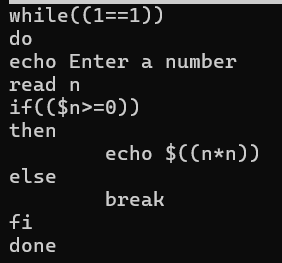 while((1==1))
do
echo Enter a number
read n
if(($n>=0))
then
        echo $((n*n))
else
        break
fi
done